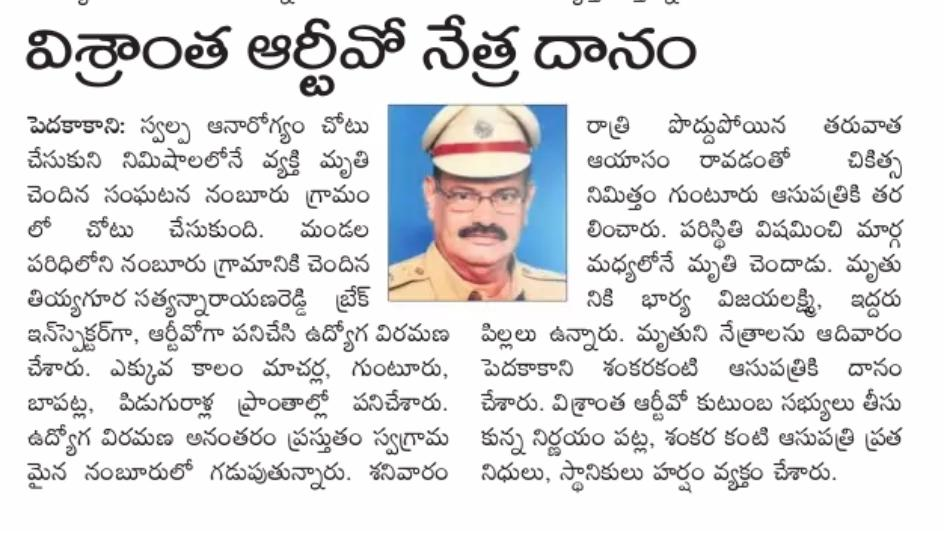 విశ్రాంత ఆర్టీవో నేత్ర దానం
పెదకాకాని: స్వల్ప ఆనారోగ్యం చోటు
చేసుకుని నిమిషాలలోనే వ్యక్తి మృతి
చెందిన సంఘటన నంబూరు గ్రామం
లో చోటు చేసుకుంది. మండల
పరిధిలోని నంబూరు గ్రామానికి చెందిన
తియ్యగూర సత్యన్నారాయణరెడ్డి బ్రేక్
ఇన్‌స్పెక్టర్‌గా, ఆర్టీవోగా పనిచేసి ఉద్యోగ విరమణ
చేశారు. ఎక్కువ కాలం మాచర్ల, గుంటూరు,
బాపట్ల, పిడుగురాళ్ల ప్రాంతాల్లో పనిచేశారు.
ఉద్యోగ విరమణ అనంతరం ప్రస్తుతం స్వగ్రామ
మైన నంబూరులో గడుపుతున్నారు. శనివారం
రాత్రి పొద్దుపోయిన తరువాత
ఆయాసం రావడంతో చికిత్స
నిమిత్తం గుంటూరు ఆసుపత్రికి తర
లించారు. పరిస్థితి విషమించి మార్గ
మధ్యలోనే మృతి చెందాడు. మృతు
నికి భార్య విజయలక్ష్మి, ఇద్దరు
పిల్లలు ఉన్నారు. మృతుని నేత్రాలను ఆదివారం
పెదకాకాని శంకరకంటి ఆసుపత్రికి దానం
చేశారు. విశ్రాంత ఆర్టీవో కుటుంబ సభ్యులు తీసు
కున్న నిర్ణయం పట్ల, శంకర కంటి ఆసుపత్రి ప్రత
నిధులు, స్థానికులు హర్షం వ్యక్తం చేశారు.